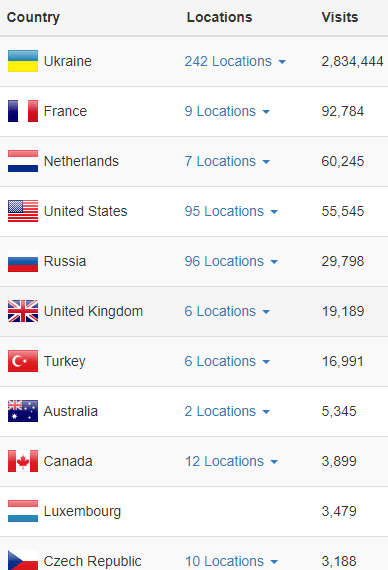 Country Locations Visits
Ukraine 242 Locations 2,834,444
France 9 Locations 92,784
Netherlands 7 Locations 60,245
United States 95 Locations 55,545
Russia 96 Locations 29,798
United Kingdom 6 Locations 19,189
Turkey 6 Locations 16,991
Australia 2 Locations 5,345
Canada 12 Locations 3,899
Luxembourg 3,479
Czech Republic 10 Locations 3,188